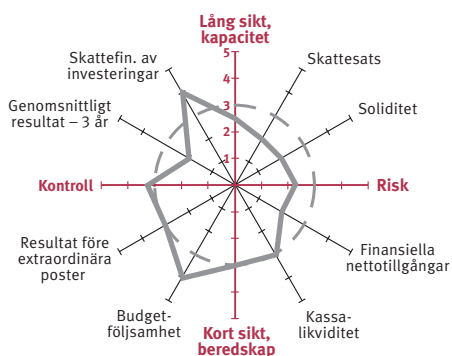 Lång sikt,
kapacitet
Skattefin. av
investeringar
Skattesats
Genomsnittligt
resultat – 3 år
Soliditet
5
4
3
2
1
Kontroll
Risk
Resultat före
extraordinära
poster
Finansiella
nettotillgångar
Budget-
följsamhet
Kassa-
likviditet
Kort sikt,
beredskap